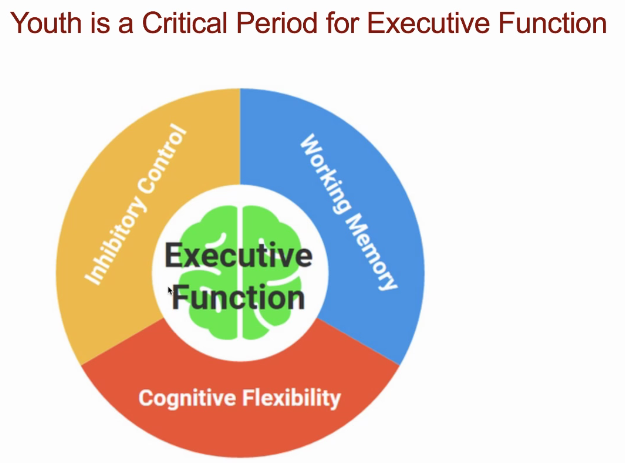 Youth is a Critical Period for Executive Function
Inhibitory Control
Working Memory
Executive
Function
Cognitive Flexibility